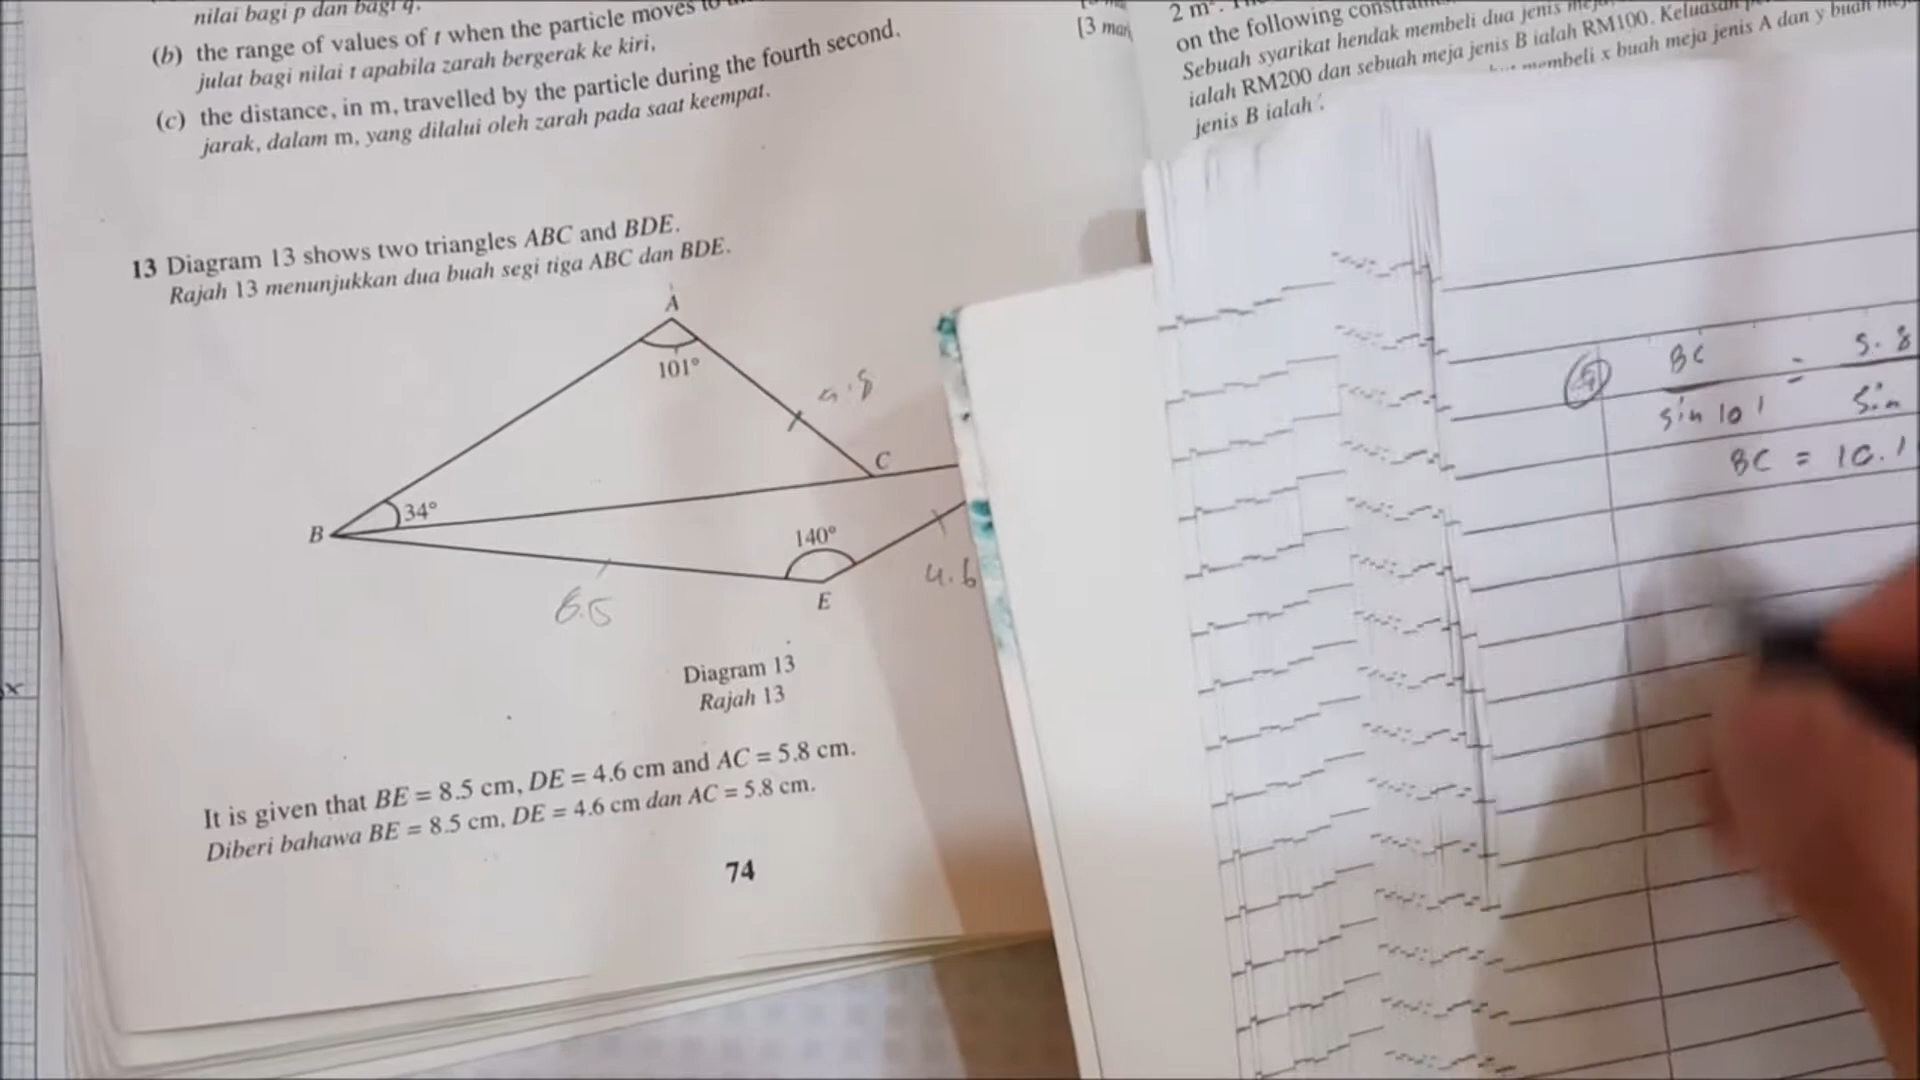 nilai bagi p dan bagi q.
(b) the range of values of t when the particle moves to
julat bagi nilai t apabila zarah bergerak ke kiri,
(c) the distance, in m, travelled by the particle during the fourth second.
jarak, dalam m, yang dilalui oleh zarah pada saat keempat.
13 Diagram 13 shows two triangles ABC and BDE.
Rajah 13 menunjukkan dua buah segi tiga ABC dan BDE.
A
101°
5.8
C
B
34°
140°
4.6
E
Diagram 13
Rajah 13
It is given that BE = 8.5 cm, DE = 4.6 cm and AC = 5.8 cm.
Diberi bahawa BE = 8.5 cm, DE = 4.6 cm dan AC = 5.8 cm.
74
[3
2 m².
on the following
Sebuah syarikat hendak membeli dua jenis
ialah RM200 dan sebuah meja jenis B ialah RM100. Keluasan
jenis B ialah
membeli x buah meja jenis A dan y buah
BC = 5.8
sin 101 sin
BC = 10.1